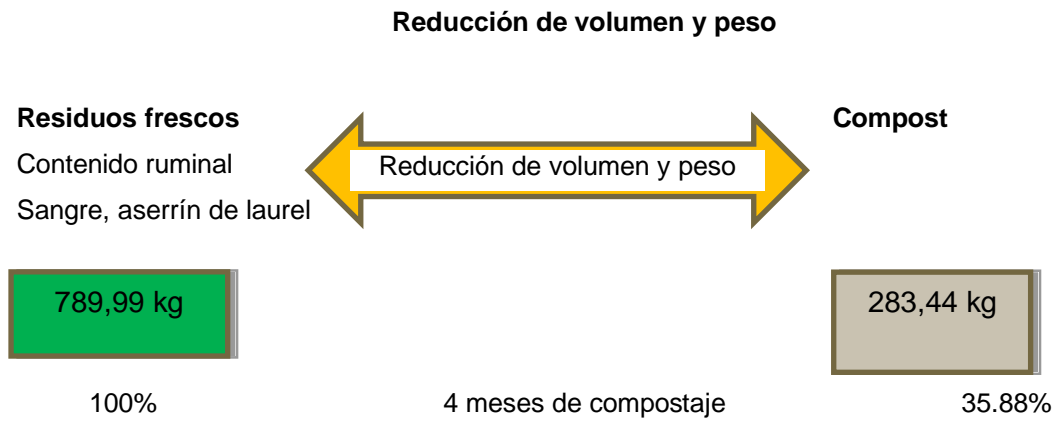 Reducción de volumen y peso
Residuos frescos
Compost
Contenido ruminal
Reducción de volumen y peso
Sangre, aserrín de laurel
789,99 kg
283,44 kg
100%
4 meses de compostaje
35.88%